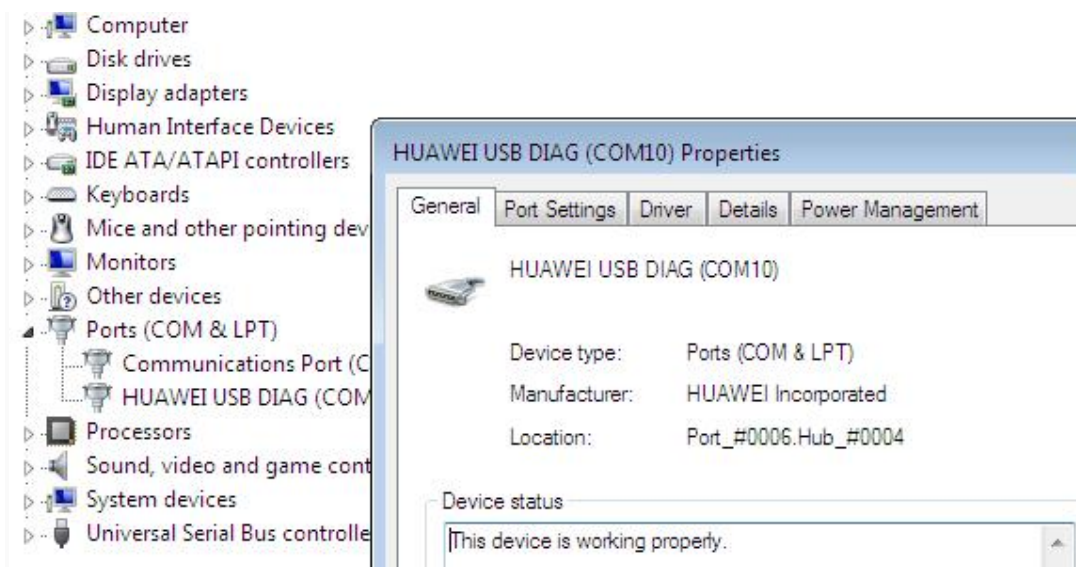 Computer
Disk drives
Display adapters
Human Interface Devices
IDE ATA/ATAPI controllers
Keyboards
Mice and other pointing dev
Monitors
Other devices
Ports (COM & LPT)
Communications Port (C
HUAWEI USB DIAG (COM
Processors
Sound, video and game cont
System devices
Universal Serial Bus controlle
HUAWEI USB DIAG (COM10) Properties
General Port Settings Driver Details Power Management
HUAWEI USB DIAG (COM10)
Device type: Ports (COM & LPT)
Manufacturer: HUAWEI Incorporated
Location: Port_#0006.Hub_#0004
Device status
This device is working properly.